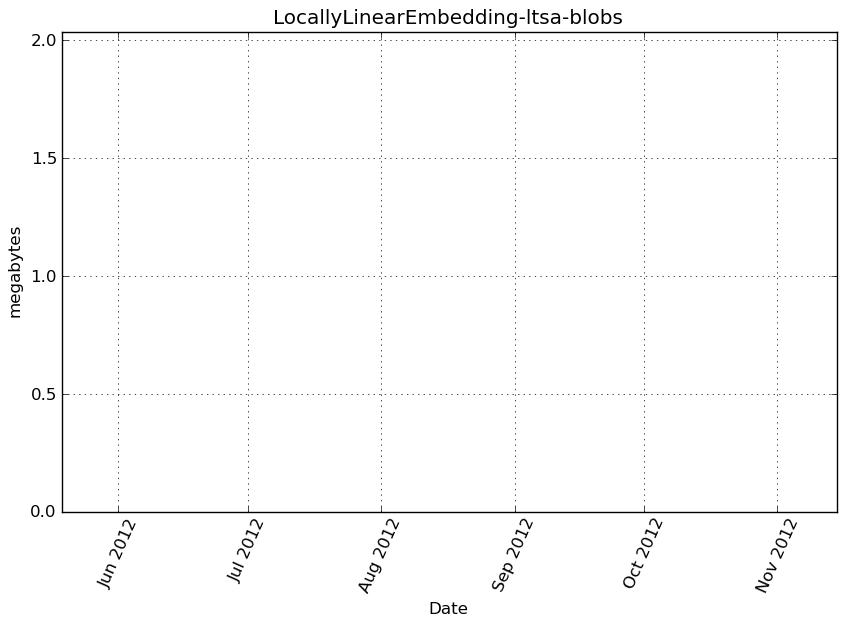 LocallyLinearEmbedding-ltsa-blobs
2.0
1.5
1.0
0.5
0.0
megabytes
Jun 2012
Jul 2012
Aug 2012
Sep 2012
Oct 2012
Nov 2012
Date